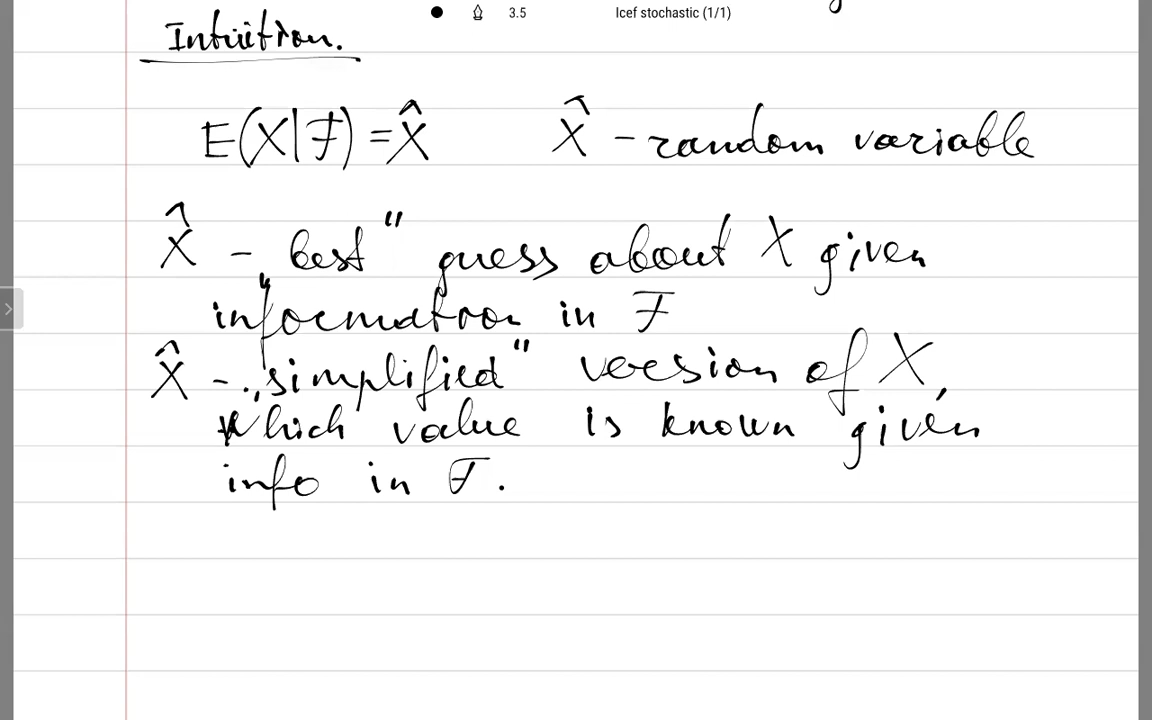 3.5 Icef stochastic (1/1)
Intuition.
E(X|F) = X̂ X̂ - random variable
X̂ - „best" guess about X given
information in F
X̂ - „simplified" version of X,
which value is known given
info in F.